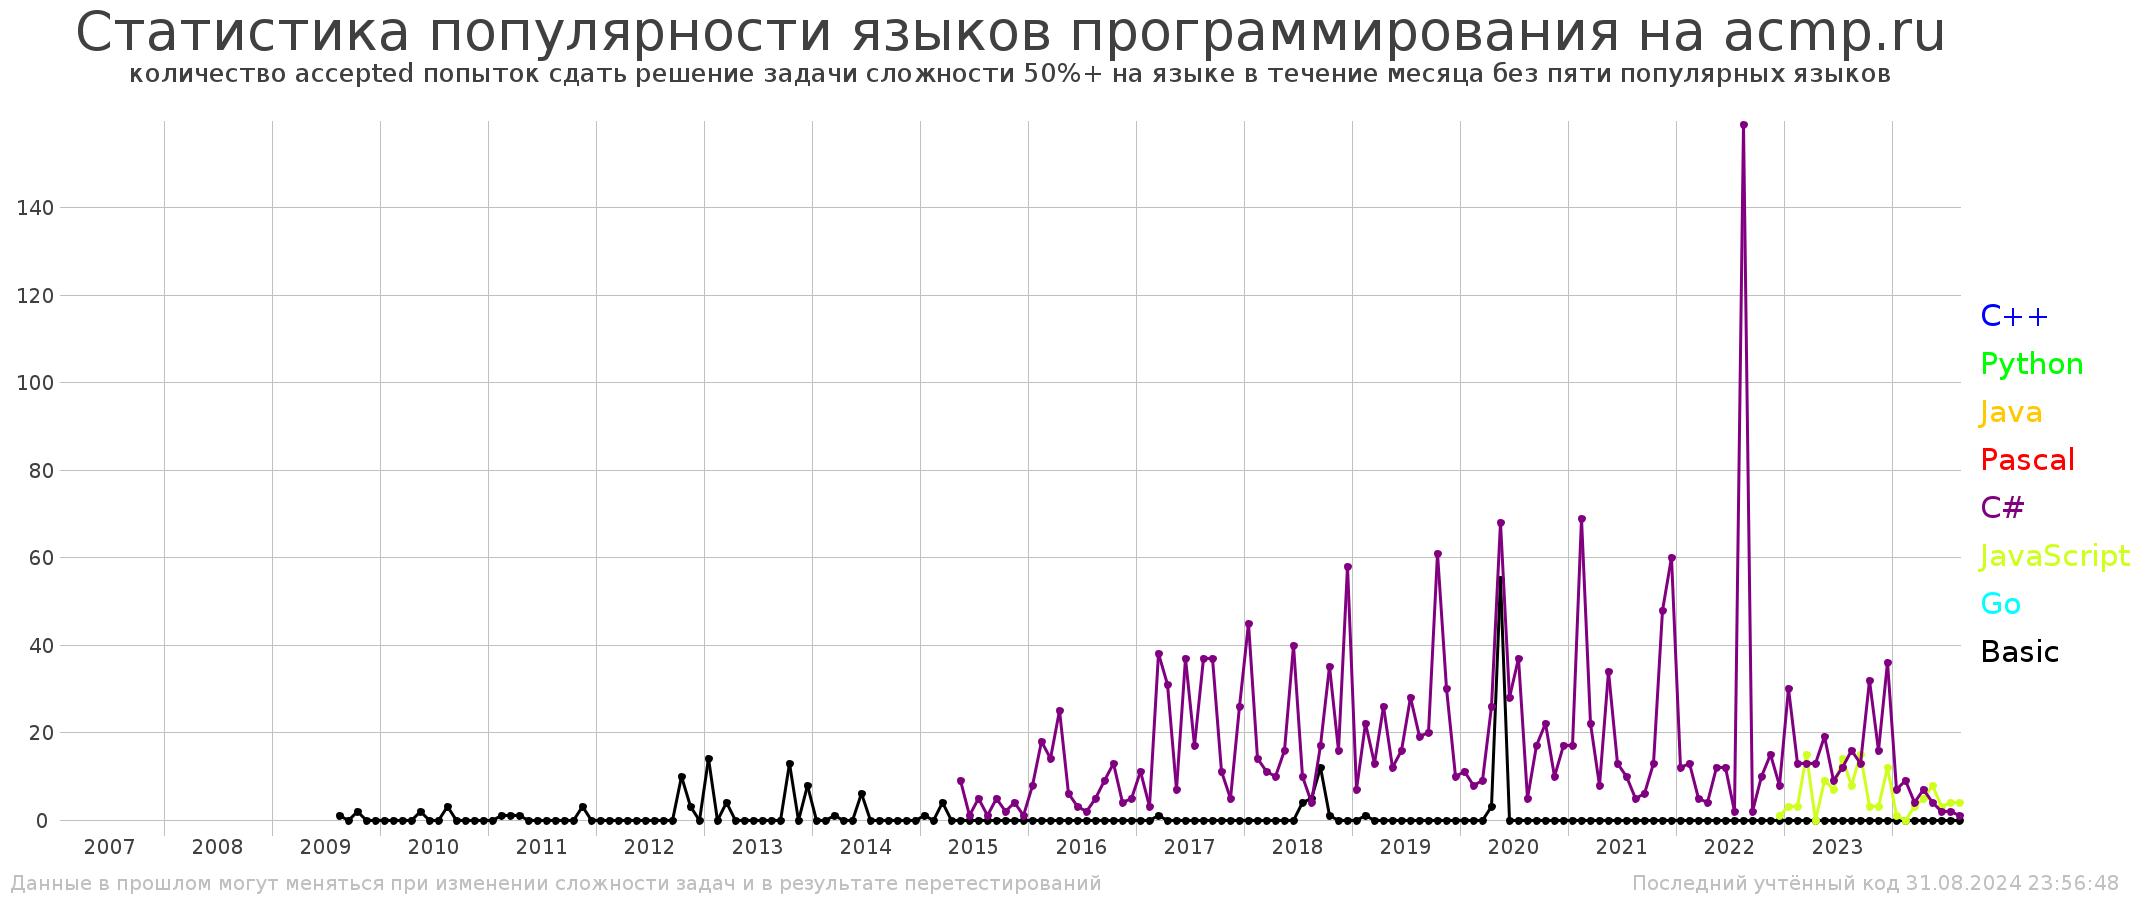 Статистика популярности языков программирования на acmp.ru
количество accepted попыток сдать решение задачи сложности 50%+ на языке в течение месяца без пяти популярных языков
140
120
100
80
60
40
20
0
C++
Python
Java
Pascal
C#
JavaScript
Go
Basic
2007 2008 2009 2010 2011 2012 2013 2014 2015 2016 2017 2018 2019 2020 2021 2022 2023
Данные в прошлом могут меняться при изменении сложности задач и в результате перетестирований
Последний учтённый код 31.08.2024 23:56:48